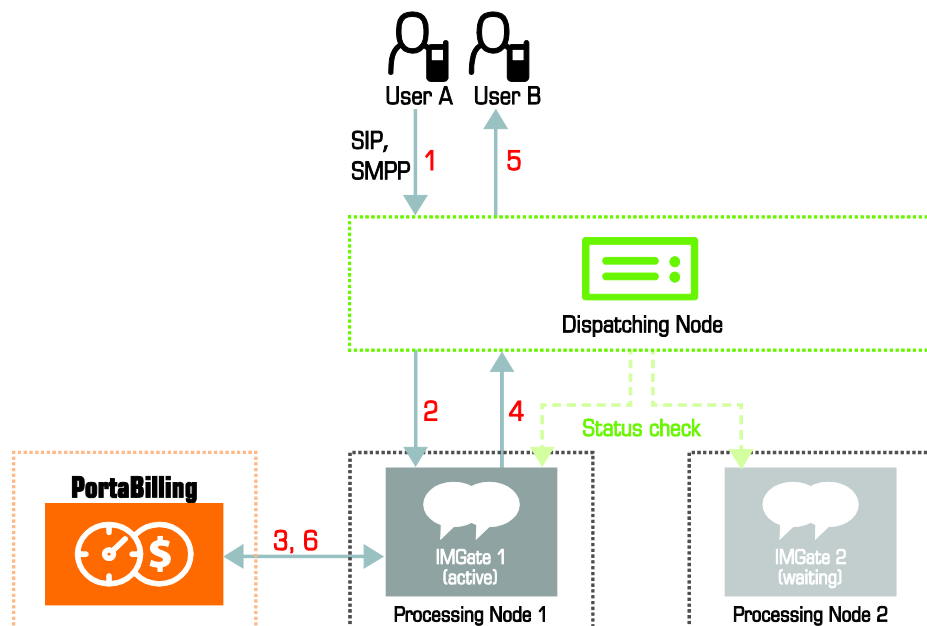 User A
User B
SIP,
SMPP
1
5
Dispatching Node
2
4
Status check
PortaBilling
$
3, 6
IMGate 1
(active)
IMGate 2
(waiting)
Processing Node 1
Processing Node 2